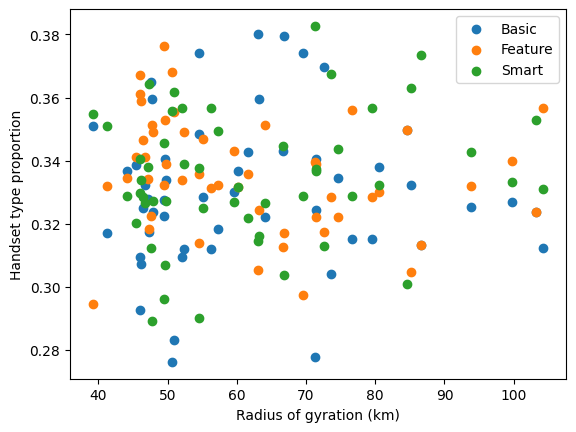 Basic
Feature
Smart
Handset type proportion
0.38
0.36
0.34
0.32
0.30
0.28
40 50 60 70 80 90 100
Radius of gyration (km)